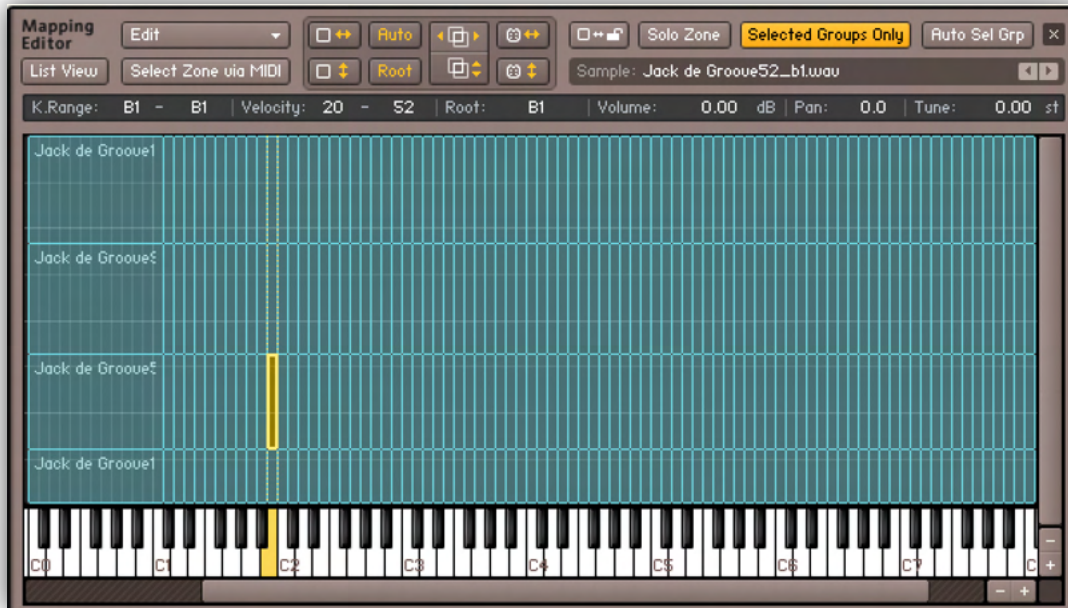 Mapping Editor
Edit
Auto
Solo Zone
Selected Groups Only
Auto Sel Grp
List View
Select Zone via MIDI
Root
Sample: Jack de Groove52_b1.wav
K.Range: B1 - B1 | Velocity: 20 - 52 | Root: B1 | Volume: 0.00 dB | Pan: 0.0 | Tune: 0.00 st
Jack de Groove1
Jack de Groove9
Jack de Groove5
Jack de Groove1
C0 C1 C2 C3 C4 C5 C6 C7 C